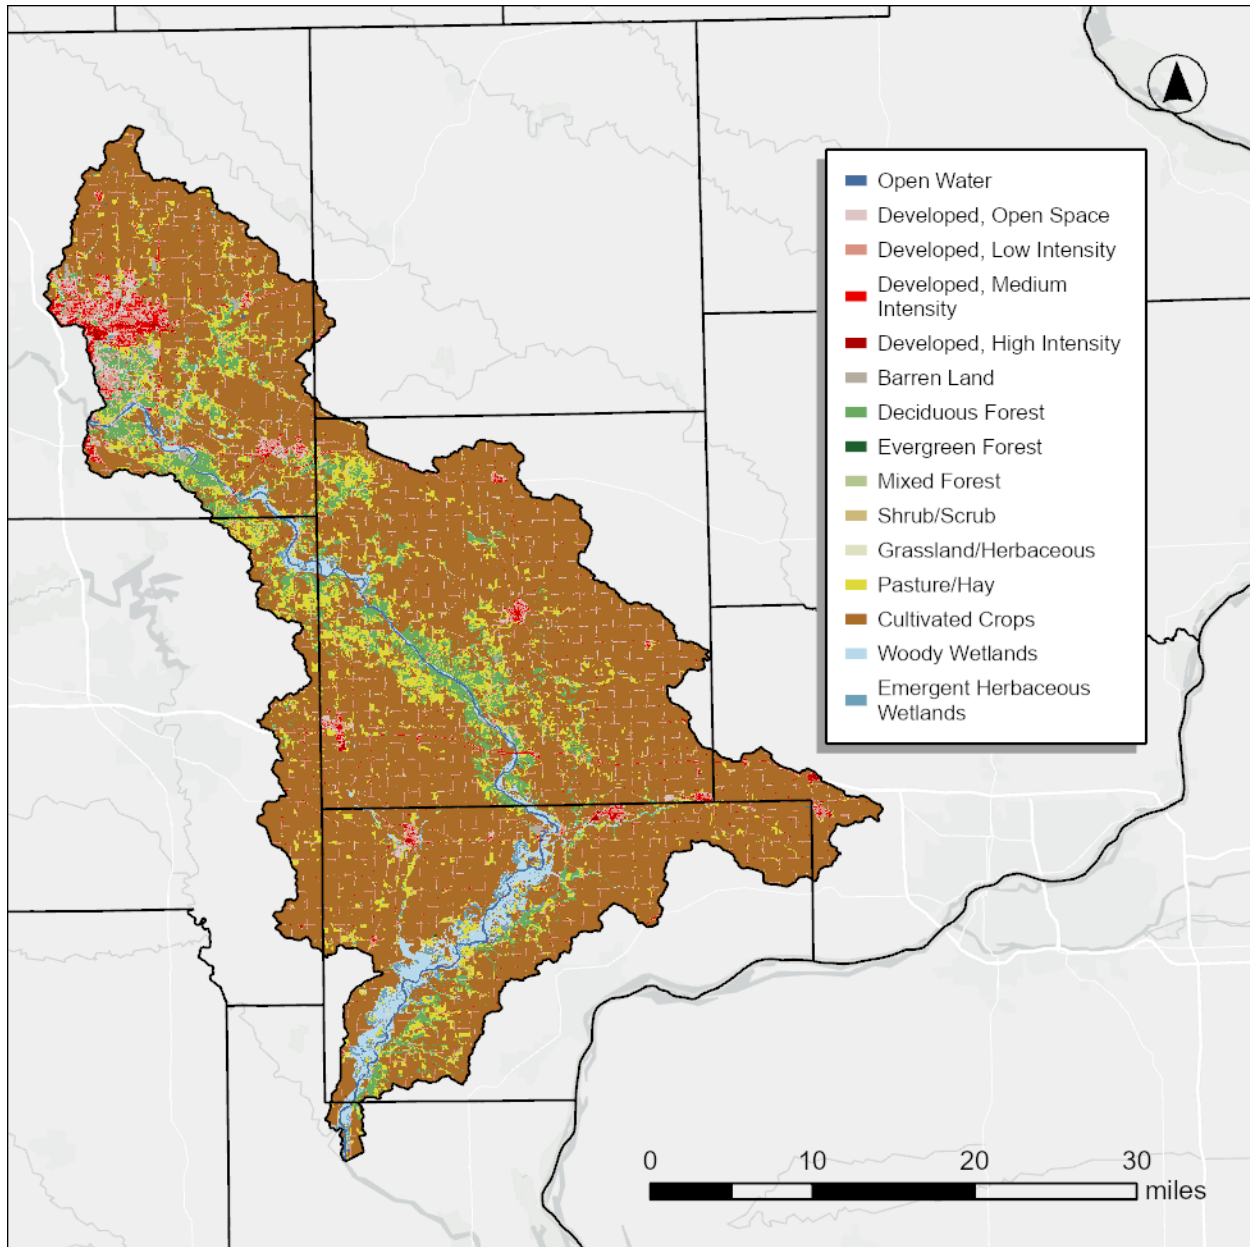 Open Water
Developed, Open Space
Developed, Low Intensity
Developed, Medium
Intensity
Developed, High Intensity
Barren Land
Deciduous Forest
Evergreen Forest
Mixed Forest
Shrub/Scrub
Grassland/Herbaceous
Pasture/Hay
Cultivated Crops
Woody Wetlands
Emergent Herbaceous
Wetlands
0 10 20 30
miles